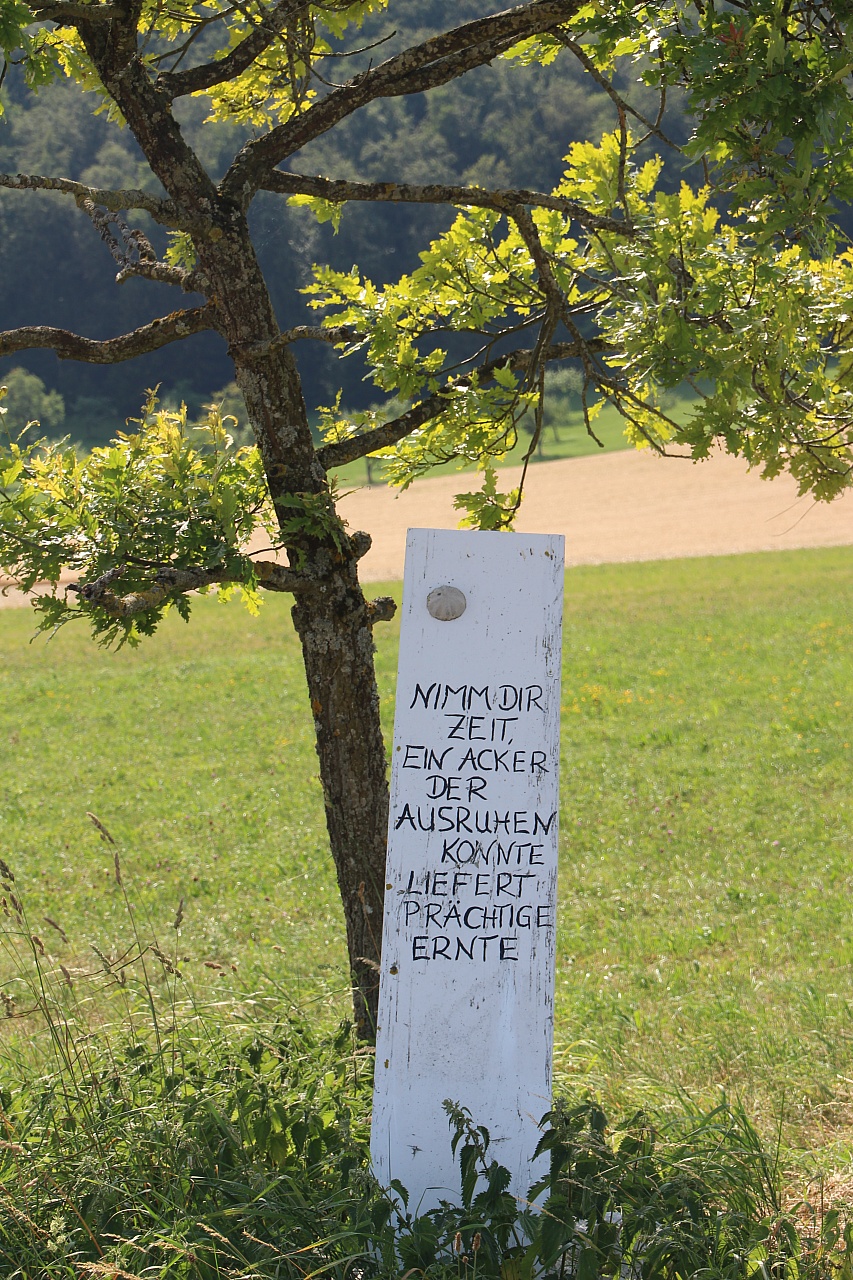 NIMM DIR
ZEIT,
EIN ACKER
DER
AUSRUHEN
KONNTE
LIEFERT
PRÄCHTIGE
ERNTE